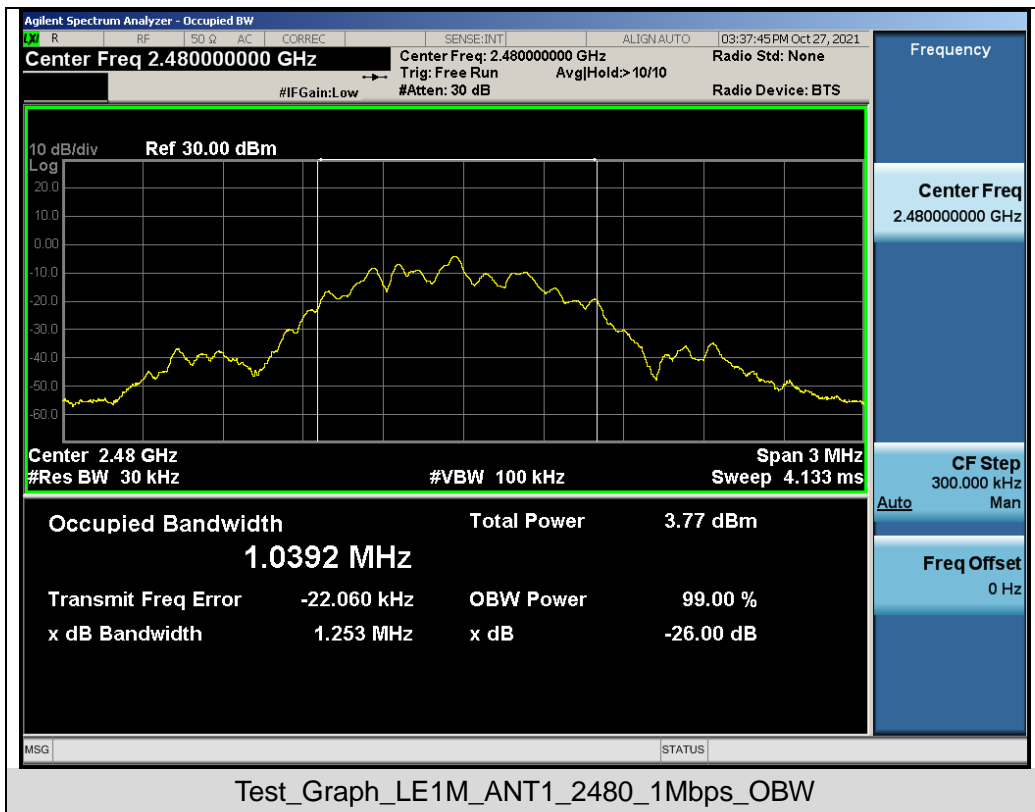 Agilent Spectrum Analyzer - Occupied BW
LXI R RF 50 Ω AC CORREC SENSE:INT ALIGN AUTO 03:37:45 PM Oct 27, 2021
Center Freq 2.480000000 GHz
Center Freq: 2.480000000 GHz
Radio Std: None
Trig: Free Run Avg|Hold:> 10/10
#IFGain:Low
#Atten: 30 dB
Radio Device: BTS
Frequency
10 dB/div Ref 30.00 dBm
Log
20.0
10.0
0.00
-10.0
-20.0
-30.0
-40.0
-50.0
-60.0
Center 2.48 GHz Span 3 MHz
#Res BW 30 kHz #VBW 100 kHz Sweep 4.133 ms
Center Freq
2.480000000 GHz
CF Step
300.000 kHz
Auto Man
Freq Offset
0 Hz
Occupied Bandwidth Total Power 3.77 dBm
1.0392 MHz
Transmit Freq Error -22.060 kHz OBW Power 99.00 %
x dB Bandwidth 1.253 MHz x dB -26.00 dB
MSG STATUS
Test_Graph_LE1M_ANT1_2480_1Mbps_OBW